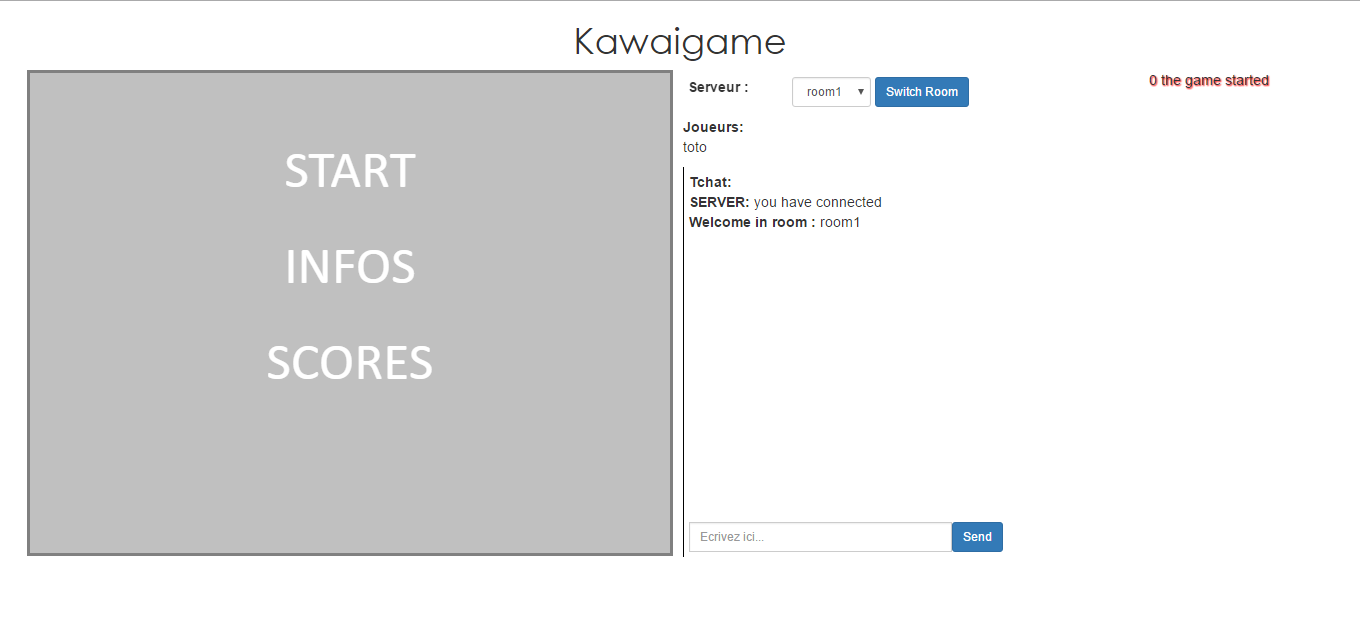 Kawaigame
START
INFOS
SCORES
Serveur : room1 Switch Room
0 the game started
Joueurs:
toto
Tchat:
SERVER: you have connected
Welcome in room : room1
Ecrivez ici... Send